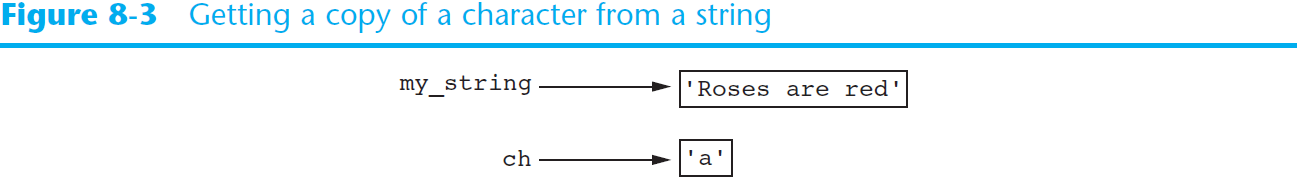 Figure 8-3 Getting a copy of a character from a string
my_string 'Roses are red'
ch 'a'